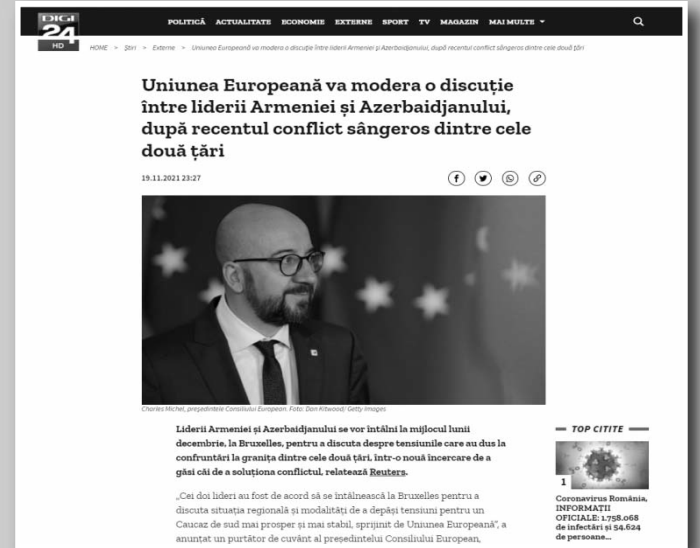 DIGI
24
HD
POLITICĂ ACTUALITATE ECONOMIE EXTERNE SPORT TV MAGAZIN MAI MULTE
HOME > Știri > Externe > Uniunea Europeană va modera o discuție între liderii Armeniei și Azerbaidjanului, după recentul conflict sângeros dintre cele două țări
Uniunea Europeană va modera o discuție
între liderii Armeniei și Azerbaidjanului,
după recentul conflict sângeros dintre cele
două țări
19.11.2021 23:27
Charles Michel, președintele Consiliului European. Foto: Dan Kitwood/ Getty Images
Liderii Armeniei și Azerbaidjanului se vor întâlni la mijlocul lunii
decembrie, la Bruxelles, pentru a discuta despre tensiunile care au dus la
confruntări la granița dintre cele două țări, într-o nouă încercare de a
găsi căi de a soluționa conflictul, relatează Reuters.
„Cei doi lideri au fost de acord să se întâlnească la Bruxelles pentru a
discuta situația regională și modalități de a depăși tensiuni pentru un
Caucaz de sud mai prosper și mai stabil, sprijinit de Uniunea Europeană”, a
anunțat un purtător de cuvânt al președintelui Consiliului European,
TOP CITITE
1
Coronavirus România,
INFORMAȚII
OFICIALE: 1.758.068
de infectări și 54.624
de persoane...